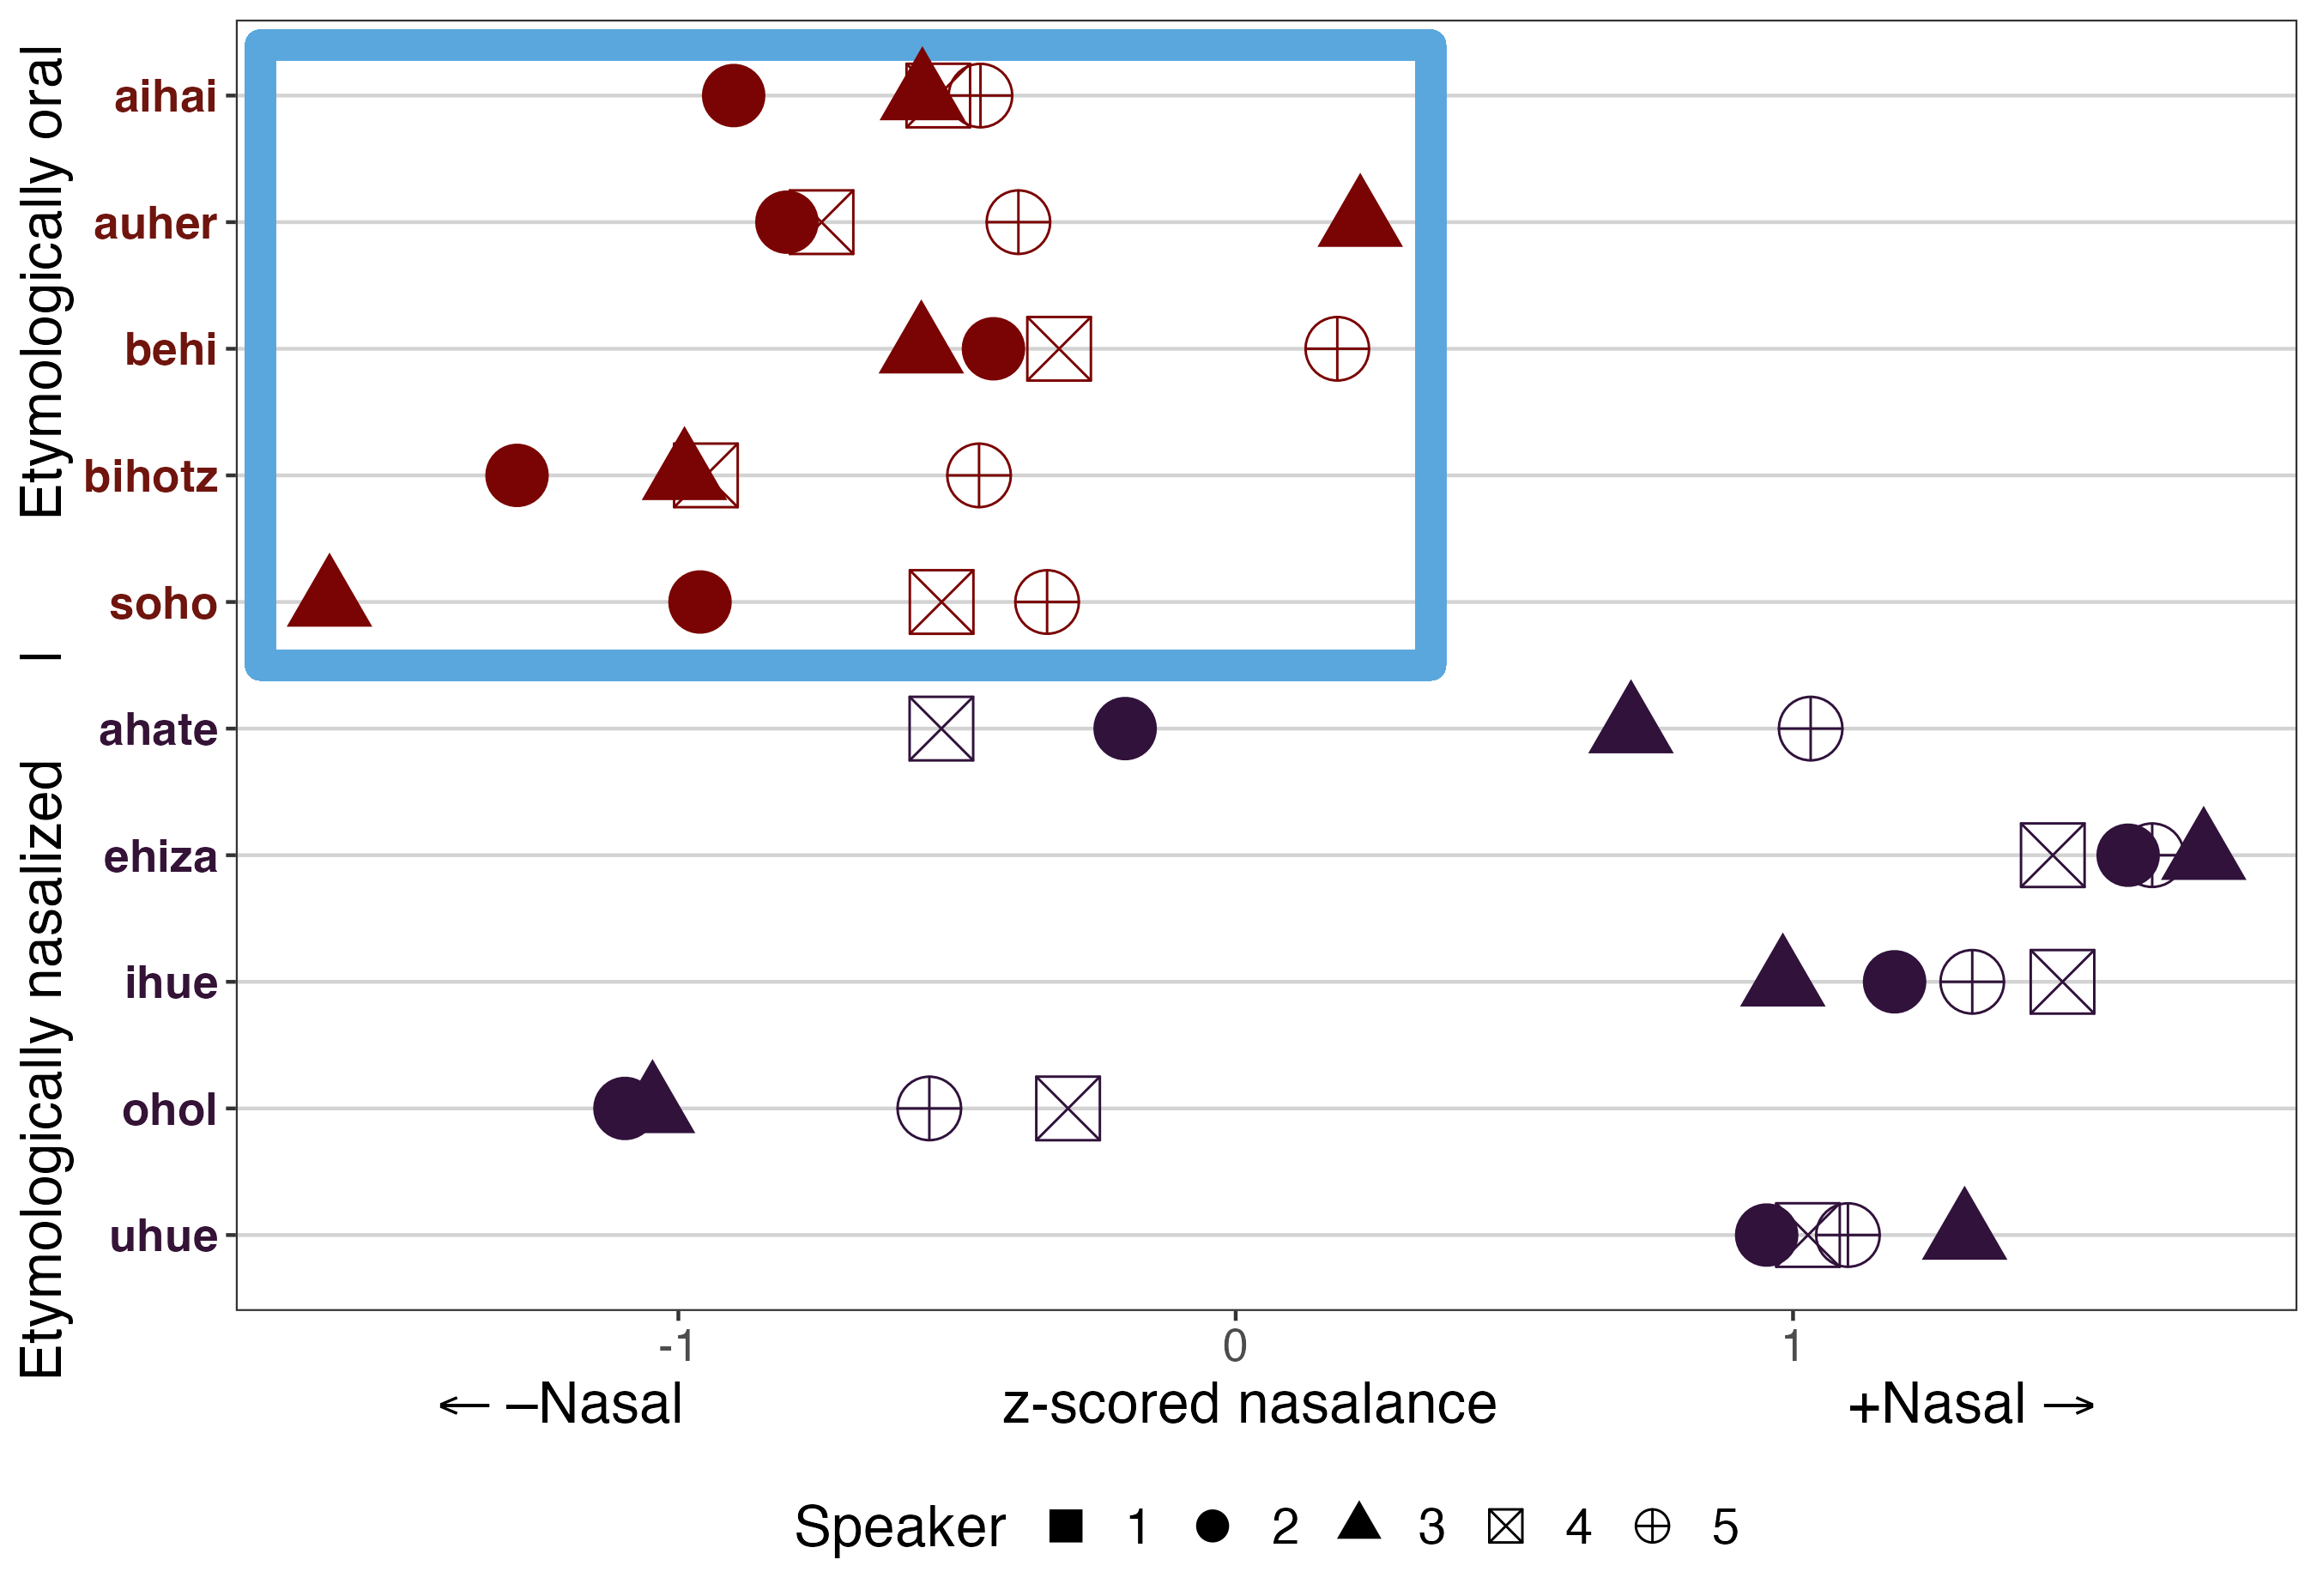 Etymologically oral
aihai
auher
behi
bihotz
soho
|
Etymologically nasalized
ahate
ehiza
ihue
ohol
uhue
-1 0 1
← –Nasal z-scored nasalance +Nasal →
Speaker 1 2 3 4 5